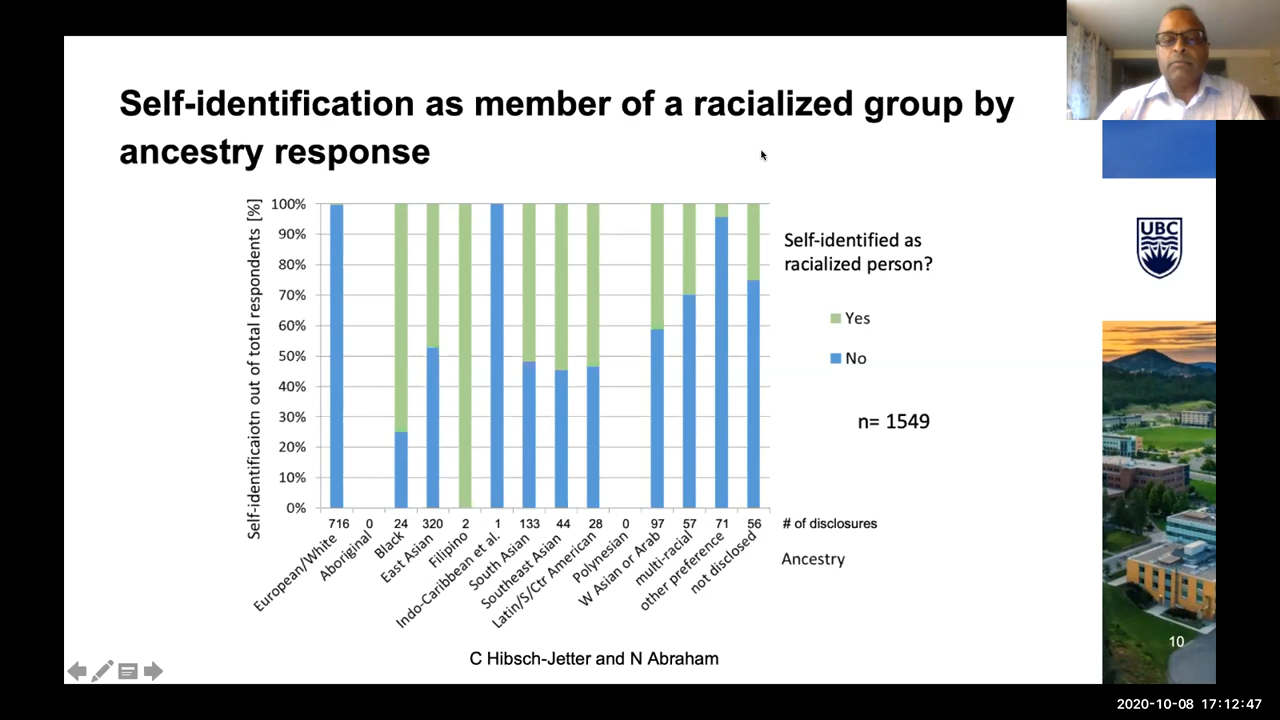 Self-identification as member of a racialized group by
ancestry response
Self-identificaiotn out of total respondents [%]
100%
90%
80%
70%
60%
50%
40%
30%
20%
10%
0%
716 0 24 320 2 1 133 44 28 0 97 57 71 56
# of disclosures
European/White
Aboriginal
Black
East Asian
Filipino
Indo-Caribbean et al.
South Asian
Southeast Asian
Latin/S/Ctr American
Polynesian
W Asian or Arab
multi-racial
other preference
not disclosed
Ancestry
Self-identified as
racialized person?
Yes
No
n= 1549
UBC
C Hibsch-Jetter and N Abraham
10
2020-10-08 17:12:47